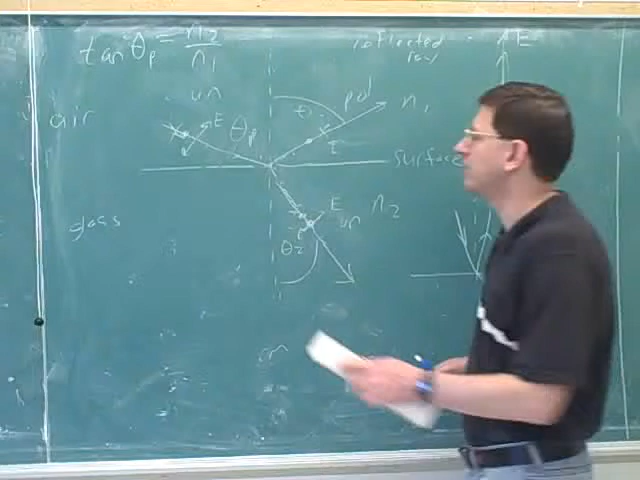 tan θp = n2/n1
reflected ray
E
un
pol
n1
air
E
θp
E
surface
E
un
n2
glass
θ2